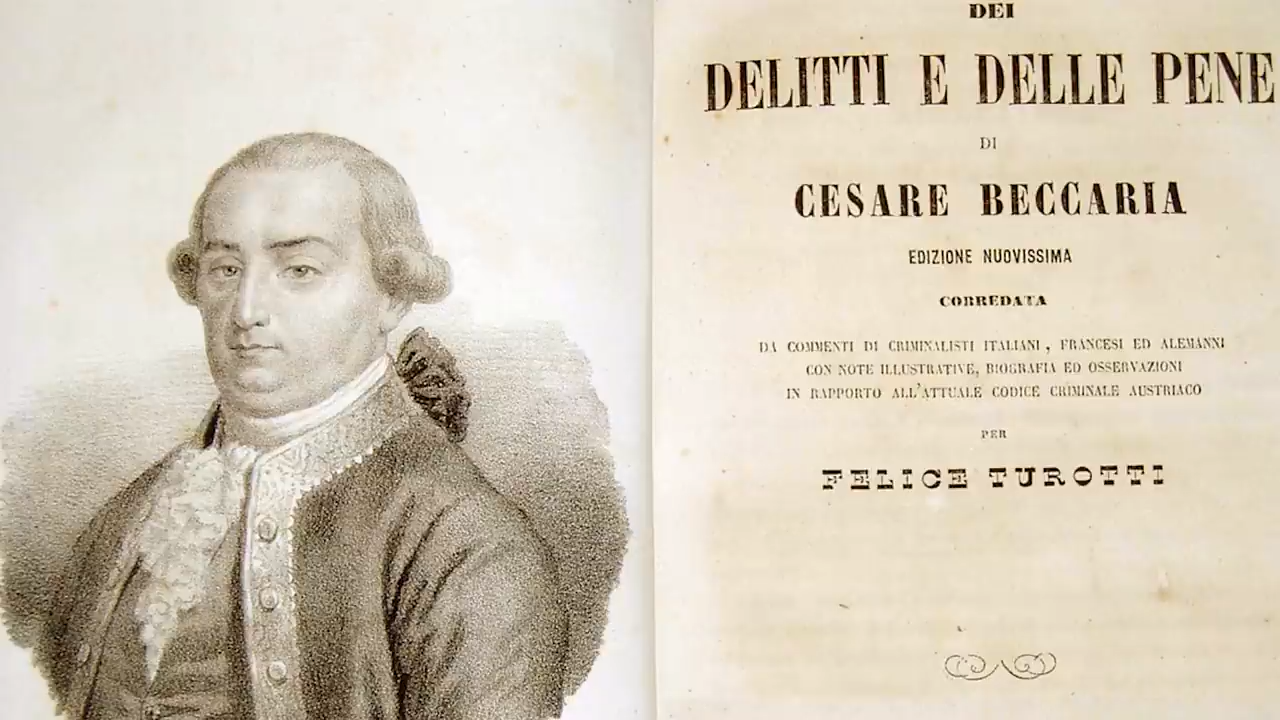 DEI
DELITTI E DELLE PENE
DI
CESARE BECCARIA
EDIZIONE NUOVISSIMA
CORREDATA
DA COMMENTI DI CRIMINALISTI ITALIANI, FRANCESI ED ALEMANNI
CON NOTE ILLUSTRATIVE, BIOGRAFIA ED OSSERVAZIONI
IN RAPPORTO ALL'ATTUALE CODICE CRIMINALE AUSTRIACO
PER
FELICE TUROTTI